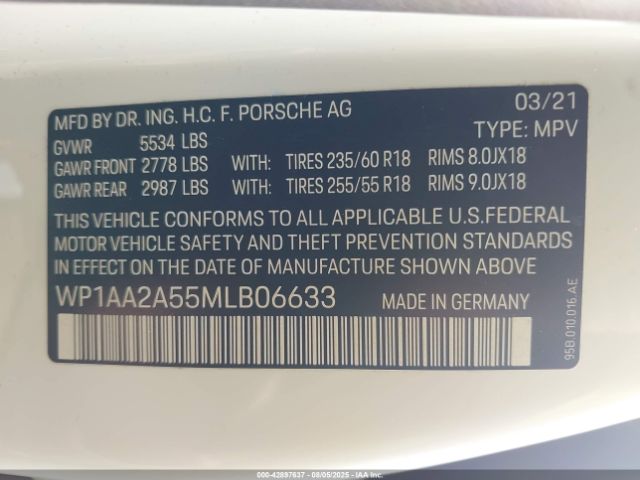 MFD BY DR. ING. H.C. F. PORSCHE AG 03/21
GVWR 5534 LBS TYPE: MPV
GAWR FRONT 2778 LBS WITH: TIRES 235/60 R18 RIMS 8.0JX18
GAWR REAR 2987 LBS WITH: TIRES 255/55 R18 RIMS 9.0JX18
THIS VEHICLE CONFORMS TO ALL APPLICABLE U.S.FEDERAL
MOTOR VEHICLE SAFETY AND THEFT PREVENTION STANDARDS
IN EFFECT ON THE DATE OF MANUFACTURE SHOWN ABOVE.
WP1AA2A55MLB06633 MADE IN GERMANY
95B.010.016.AE
000-42897637 - 08/05/2025 - IAAI.com